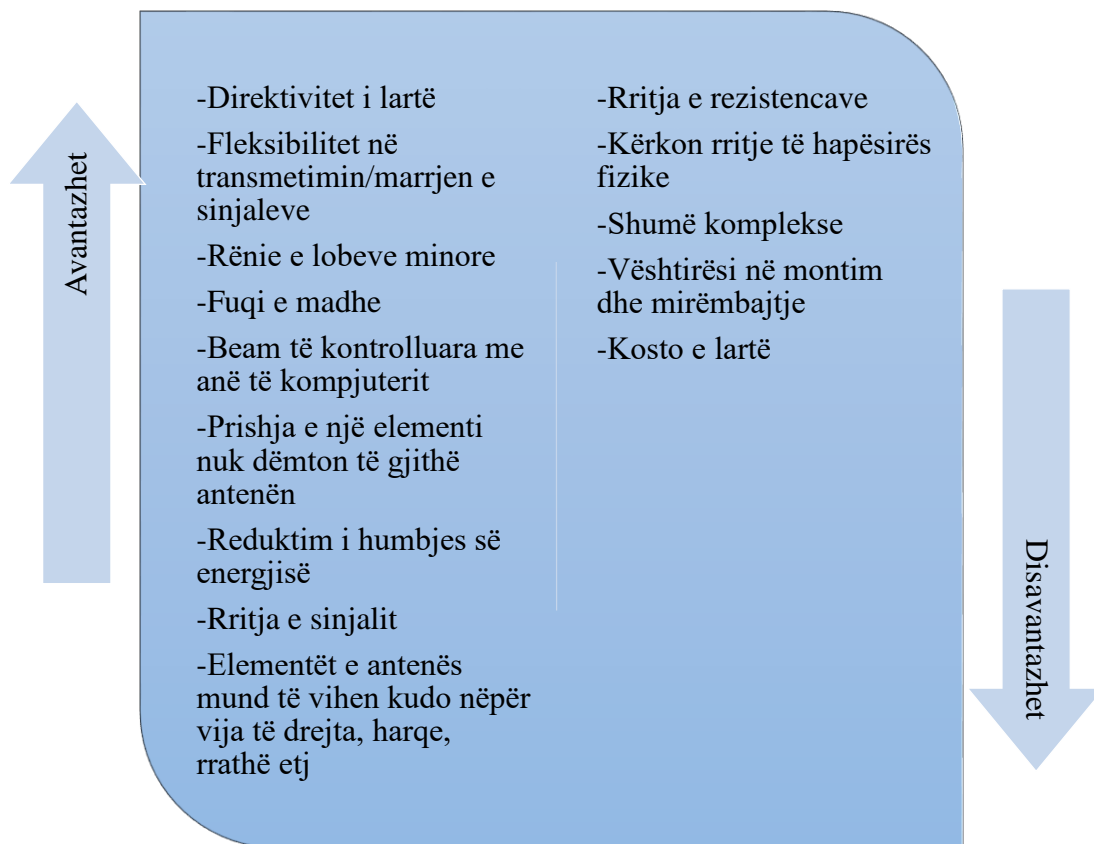 Avantazhet
-Direktivitet i lartë
-Fleksibilitet në
transmetimin/marrjen e
sinjaleve
-Rënie e lobeve minore
-Fuqi e madhe
-Beam të kontrolluara me
anë të kompjuterit
-Prishja e një elementi
nuk dëmton të gjithë
antenën
-Reduktim i humbjes së
energjisë
-Rritja e sinjalit
-Elementët e antenës
mund të vihen kudo nëpër
vija të drejta, harqe,
rrathë etj
-Rritja e rezistencave
-Kërkon rritje të hapësirës
fizike
-Shumë komplekse
-Vështirësi në montim
dhe mirëmbajtje
-Kosto e lartë
Disavantazhet